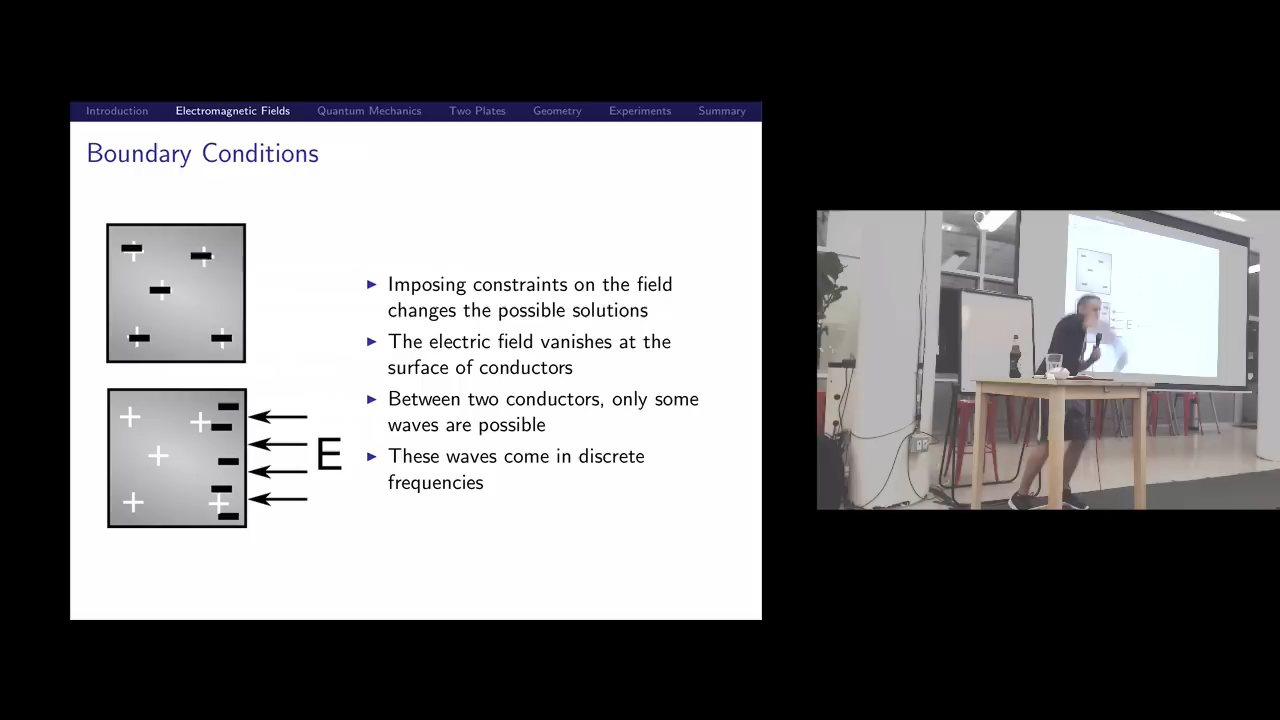 Introduction Electromagnetic Fields Quantum Mechanics Two Plates Geometry Experiments Summary
Boundary Conditions
Imposing constraints on the field
changes the possible solutions
The electric field vanishes at the
surface of conductors
Between two conductors, only some
waves are possible
These waves come in discrete
frequencies
E